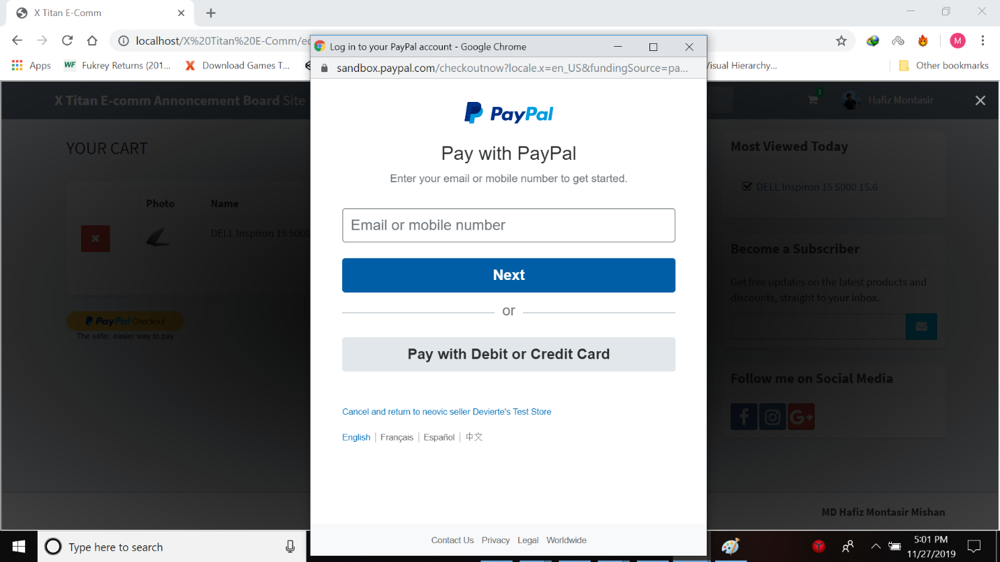 X Titan E-Comm
localhost/X%20Titan%20E-Comm/ec
Apps
WF Fukrey Returns (201...
X Download Games T...
isual Hierarchy...
Other bookmarks
M
Log in to your PayPal account - Google Chrome
sandbox.paypal.com/checkoutnow?locale.x=en_US&fundingSource=pa...
X Titan E-comm Annoncement Board Site
1
Hafiz Montasir
YOUR CART
Photo Name
DELL Inspiron 15 5000
PayPal Checkout
The safer, easier way to pay
PayPal
Pay with PayPal
Enter your email or mobile number to get started.
Email or mobile number
Next
or
Pay with Debit or Credit Card
Cancel and return to neovic seller Devierte's Test Store
English | Français | Español | 中文
Contact Us Privacy Legal Worldwide
Most Viewed Today
DELL Inspiron 15 5000 15.6
Become a Subscriber
Get free updates on the latest products and
discounts, straight to your inbox.
Follow me on Social Media
G+
MD Hafiz Montasir Mishan
Type here to search
5:01 PM
11/27/2019